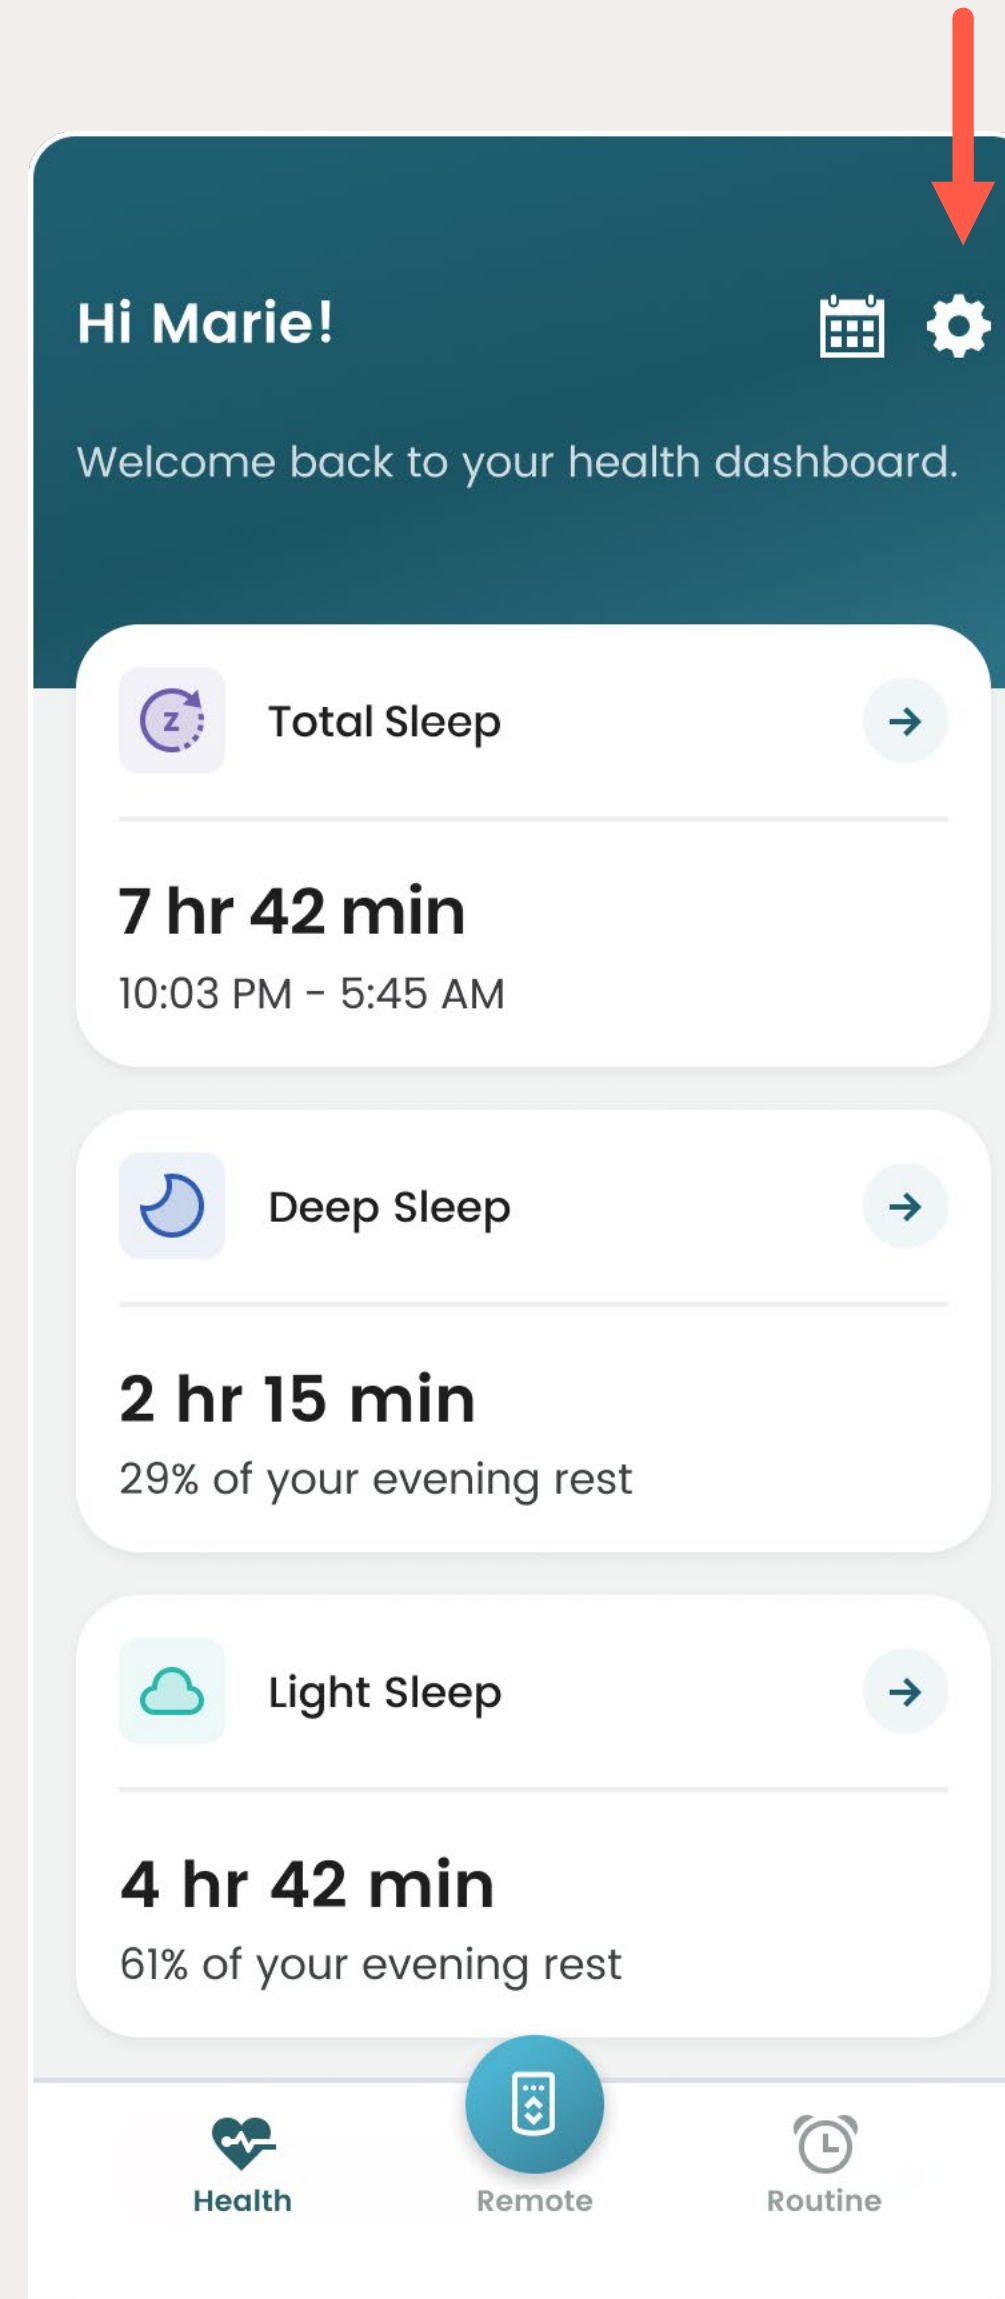 Hi Marie!
Welcome back to your health dashboard.
Z
Total Sleep
7 hr 42 min
10:03 PM - 5:45 AM
Deep Sleep
2 hr 15 min
29% of your evening rest
Light Sleep
4 hr 42 min
61% of your evening rest
Health
Remote
Routine